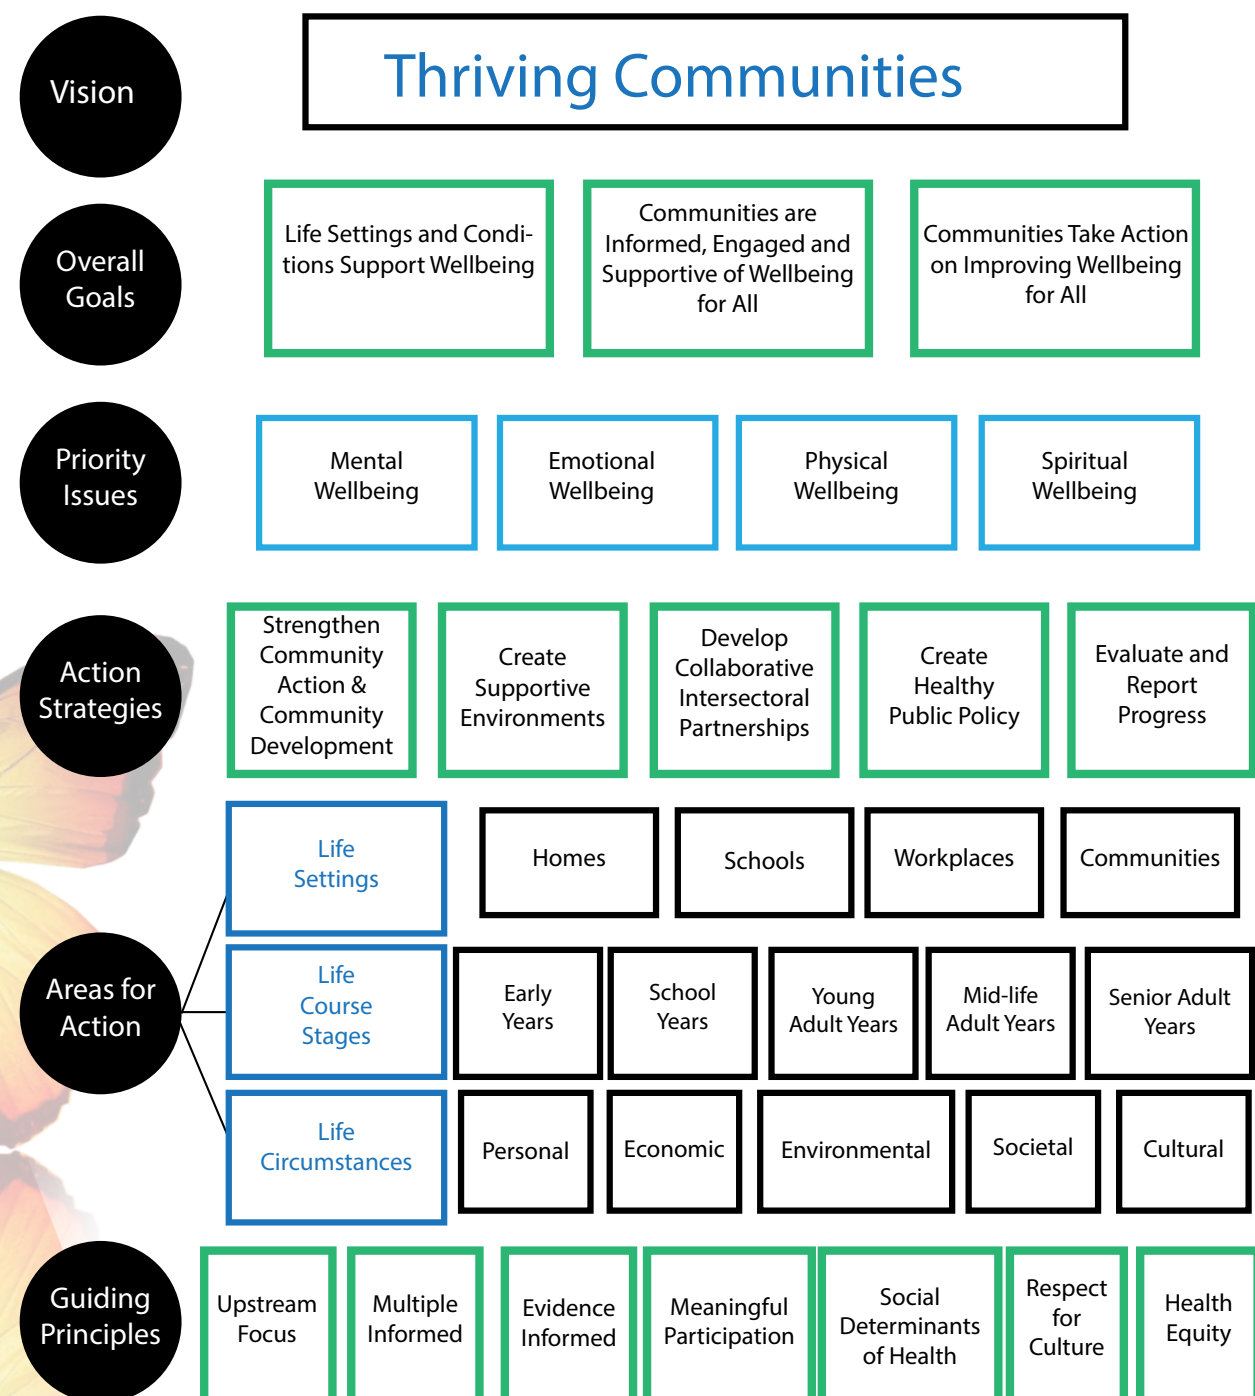 Vision
Thriving Communities
Overall
Goals
Life Settings and Condi-
tions Support Wellbeing
Communities are
Informed, Engaged and
Supportive of Wellbeing
for All
Communities Take Action
on Improving Wellbeing
for All
Priority
Issues
Mental
Wellbeing
Emotional
Wellbeing
Physical
Wellbeing
Spiritual
Wellbeing
Action
Strategies
Strengthen
Community
Action &
Community
Development
Create
Supportive
Environments
Develop
Collaborative
Intersectoral
Partnerships
Create
Healthy
Public Policy
Evaluate and
Report
Progress
Areas for
Action
Life
Settings
Homes
Schools
Workplaces
Communities
Life
Course
Stages
Early
Years
School
Years
Young
Adult Years
Mid-life
Adult Years
Senior Adult
Years
Life
Circumstances
Personal
Economic
Environmental
Societal
Cultural
Guiding
Principles
Upstream
Focus
Multiple
Informed
Evidence
Informed
Meaningful
Participation
Social
Determinants
of Health
Respect
for
Culture
Health
Equity